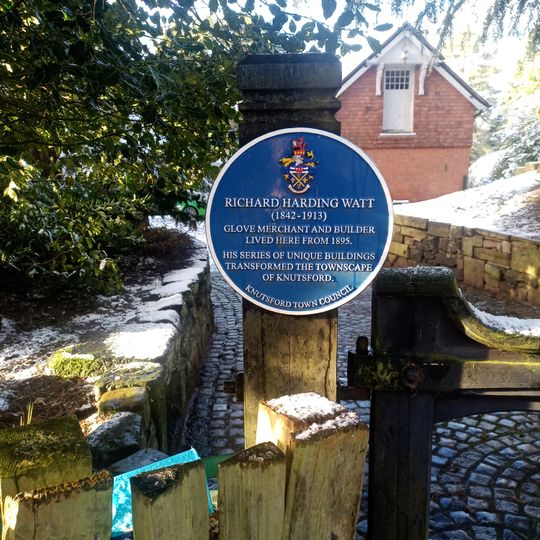 RICHARD HARDING WATT
(1842-1913)
GLOVE MERCHANT AND BUILDER
LIVED HERE FROM 1895.
HIS SERIES OF UNIQUE BUILDINGS
TRANSFORMED THE TOWNSCAPE
OF KNUTSFORD.
KNUTSFORD TOWN COUNCIL